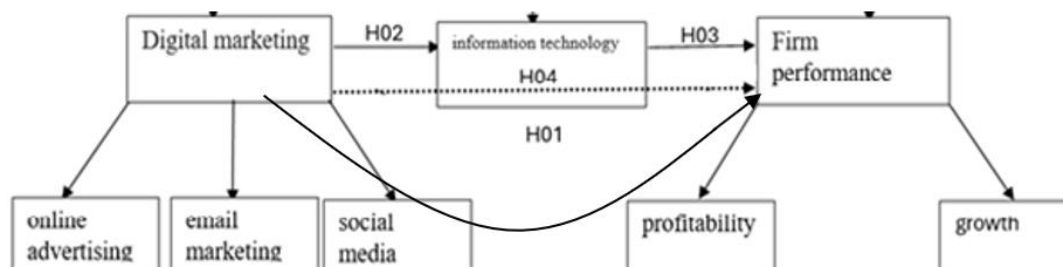 Digital marketing
H02
information technology
H03
Firm
performance
H04
H01
online
advertising
email
marketing
social
media
profitability
growth